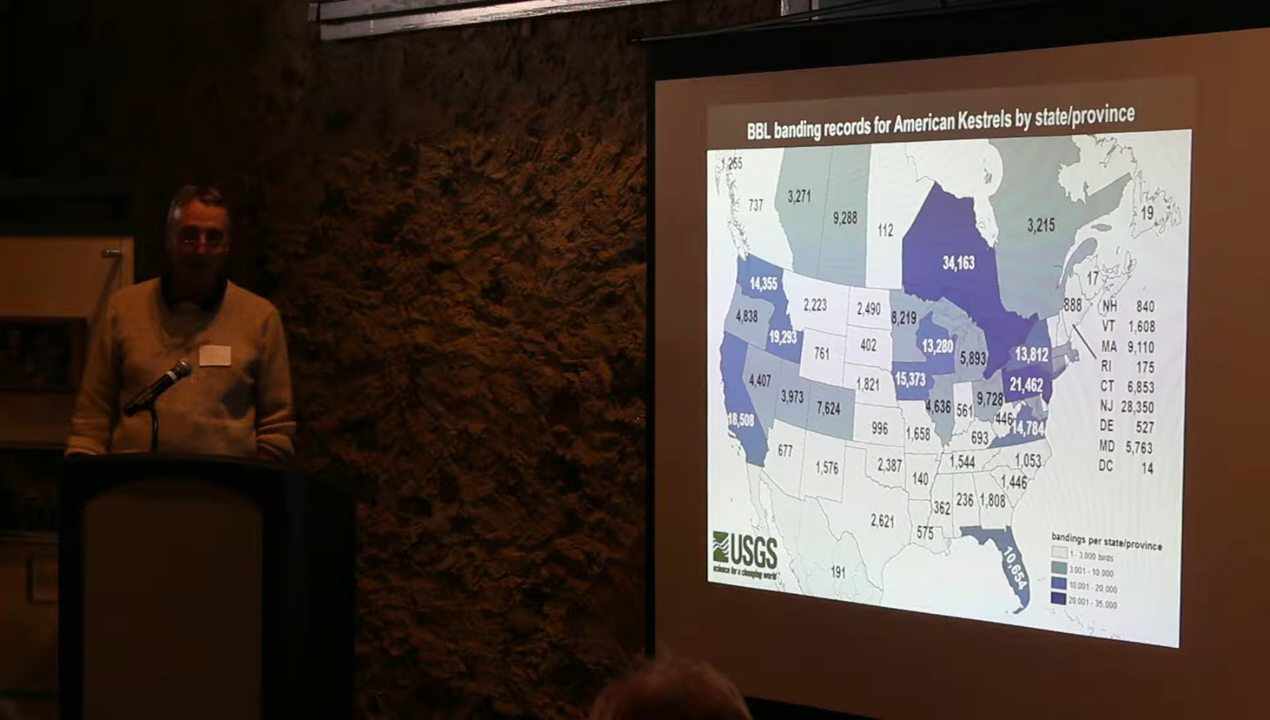 BBL banding records for American Kestrels by state/province
1,255
737
3,271
9,288
112
3,215
19
34,163
17
888
14,355
4,838
19,293
2,223
2,490
8,219
761
402
13,280
5,893
13,812
4,407
3,973
7,624
1,821
15,373
4,636
561
9,728
21,462
446
14,784
18,508
996
1,658
693
677
1,576
2,387
140
1,544
1,053
1,446
2,621
575
362
236
1,808
191
10,654
NH 840
VT 1,608
MA 9,110
RI 175
CT 6,853
NJ 28,350
DE 527
MD 5,763
DC 14
USGS
science for a changing world
bandings per state/province
1 - 3,000 birds
3,001 - 10,000
10,001 - 20,000
20,001 - 35,000